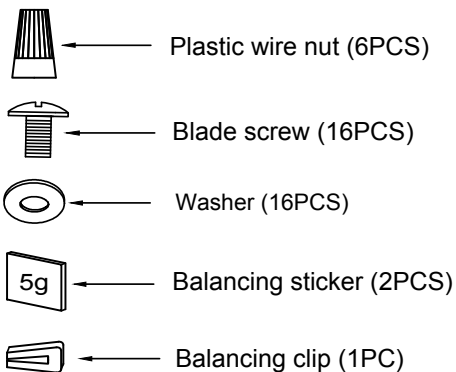 Plastic wire nut (6PCS)
Blade screw (16PCS)
Washer (16PCS)
5g
Balancing sticker (2PCS)
Balancing clip (1PC)